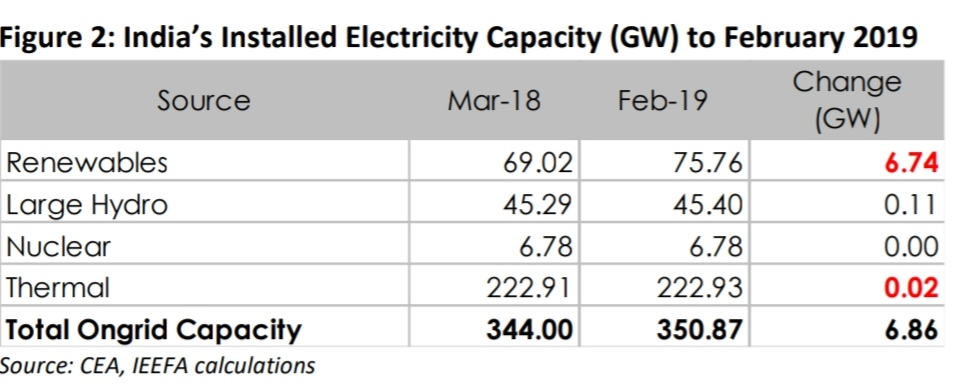 Figure 2: India's Installed Electricity Capacity (GW) to February 2019
Source Mar-18 Feb-19 Change (GW)
Renewables 69.02 75.76 6.74
Large Hydro 45.29 45.40 0.11
Nuclear 6.78 6.78 0.00
Thermal 222.91 222.93 0.02
Total Ongrid Capacity 344.00 350.87 6.86
Source: CEA, IEEFA calculations